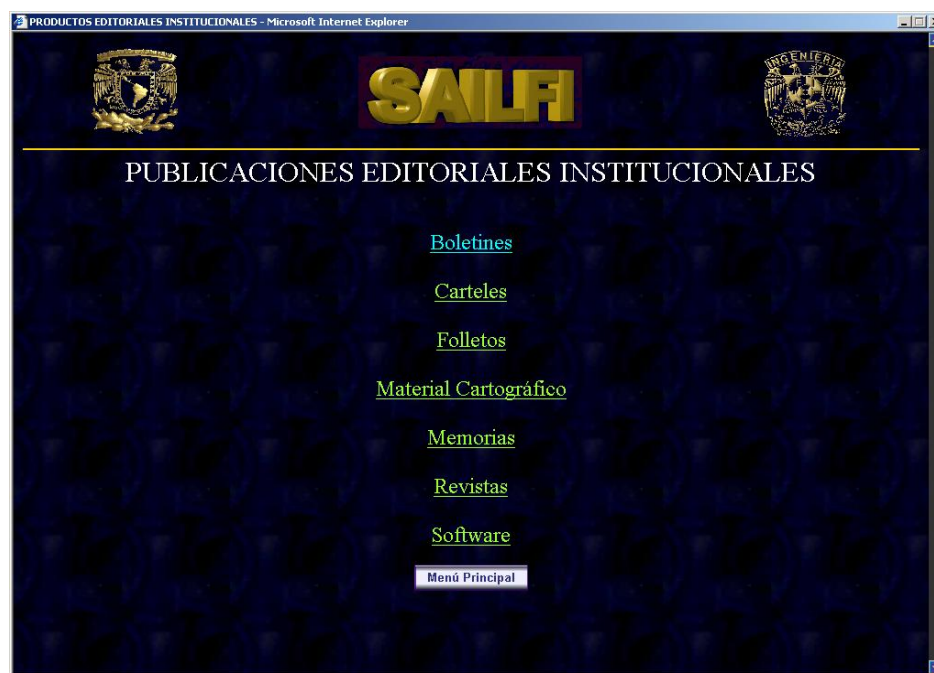 PRODUCTOS EDITORIALES INSTITUCIONALES - Microsoft Internet Explorer
SAILFI
INGENIERIA
PUBLICACIONES EDITORIALES INSTITUCIONALES
Boletines
Carteles
Folletos
Material Cartográfico
Memorias
Revistas
Software
Menú Principal